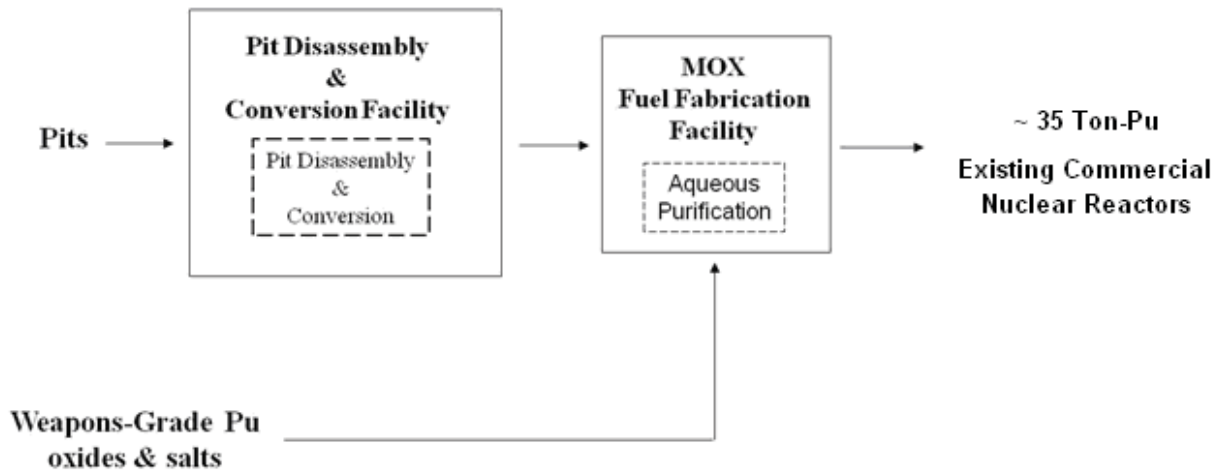 Pit Disassembly
&
Conversion Facility
Pit Disassembly
&
Conversion
Pits
MOX
Fuel Fabrication
Facility
Aqueous
Purification
~ 35 Ton-Pu
Existing Commercial
Nuclear Reactors
Weapons-Grade Pu
oxides & salts